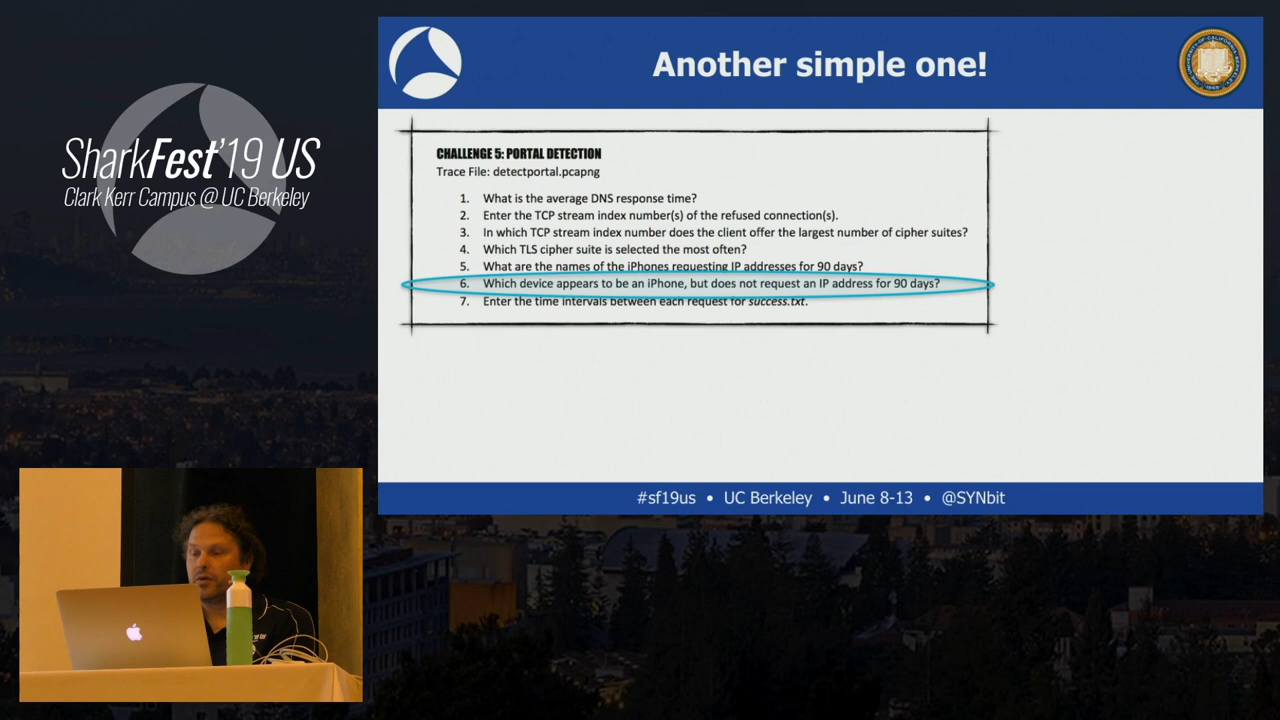 SharkFest'19 US
Clark Kerr Campus @ UC Berkeley
Another simple one!
CHALLENGE 5: PORTAL DETECTION
Trace File: detectportal.pcapng
1. What is the average DNS response time?
2. Enter the TCP stream index number(s) of the refused connection(s).
3. In which TCP stream index number does the client offer the largest number of cipher suites?
4. Which TLS cipher suite is selected the most often?
5. What are the names of the iPhones requesting IP addresses for 90 days?
6. Which device appears to be an iPhone, but does not request an IP address for 90 days?
7. Enter the time intervals between each request for success.txt.
#sf19us • UC Berkeley • June 8-13 • @SYNbit